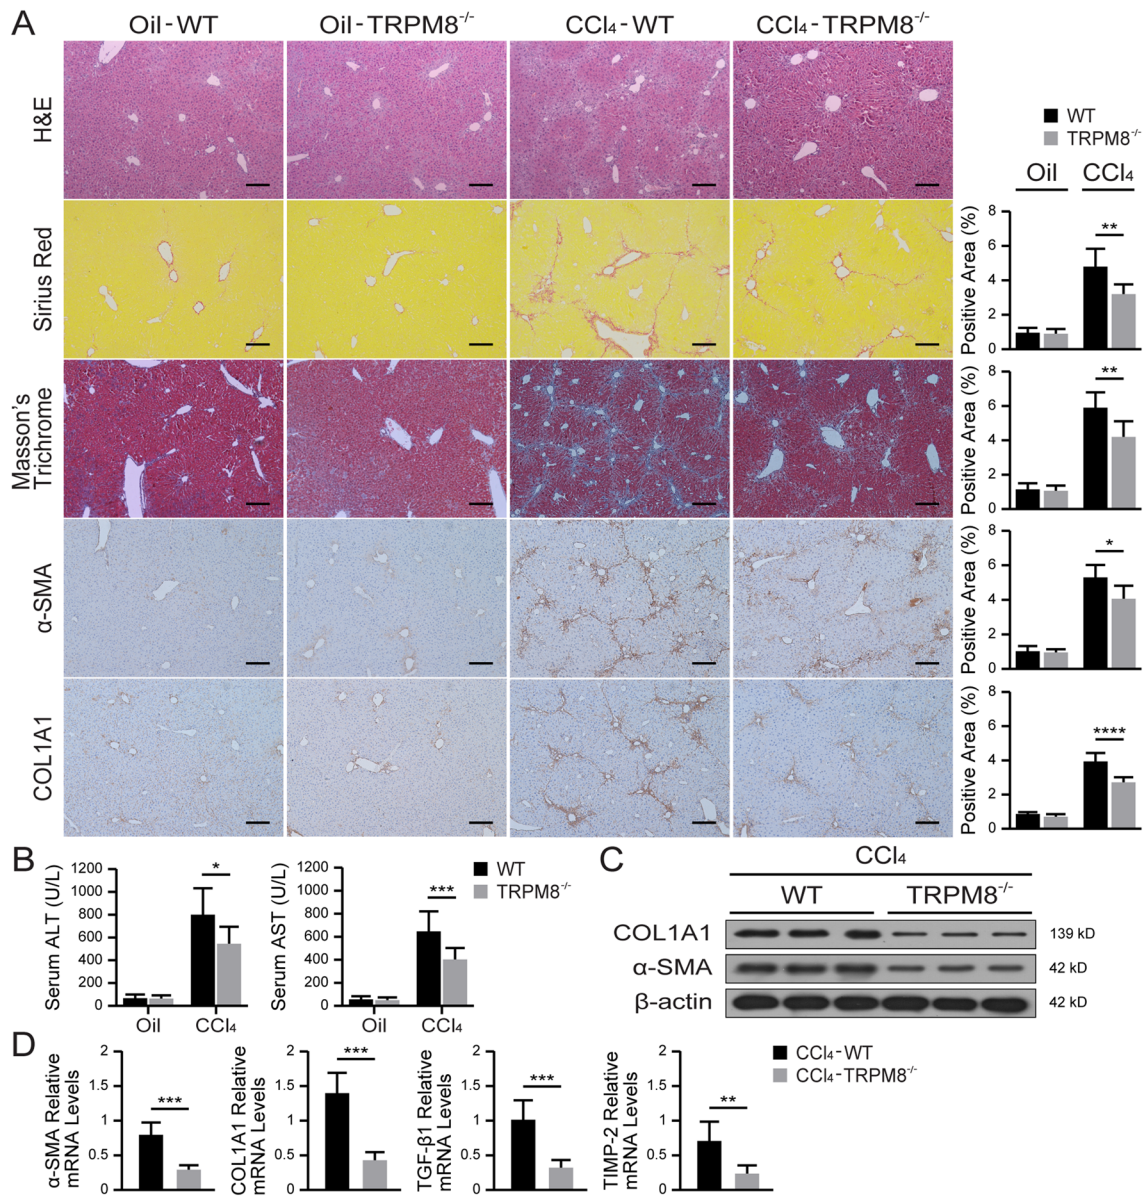 A
Oil-WT
Oil-TRPM8-/-
CCl4-WT
CCl4-TRPM8-/-
H&E
WT
TRPM8-/-
Oil
CCl4
Sirius Red
Positive Area (%)
8
6
4
2
0
**
Masson's
Trichrome
Positive Area (%)
8
6
4
2
0
**
α-SMA
Positive Area (%)
8
6
4
2
0
*
COL1A1
Positive Area (%)
8
6
4
2
0
****
B
Serum ALT (U/L)
1200
1000
800
600
400
200
0
*
Oil
CCl4
Serum AST (U/L)
1200
1000
800
600
400
200
0
***
Oil
CCl4
WT
TRPM8-/-
C
CCl4
WT
TRPM8-/-
COL1A1
139 kD
α-SMA
42 kD
β-actin
42 kD
D
α-SMA Relative
mRNA Levels
2
1.5
1
0.5
0
***
COL1A1 Relative
mRNA Levels
2
1.5
1
0.5
0
***
TGF-β1 Relative
mRNA Levels
2
1.5
1
0.5
0
***
TIMP-2 Relative
mRNA Levels
2
1.5
1
0.5
0
**
CCl4-WT
CCl4-TRPM8-/-